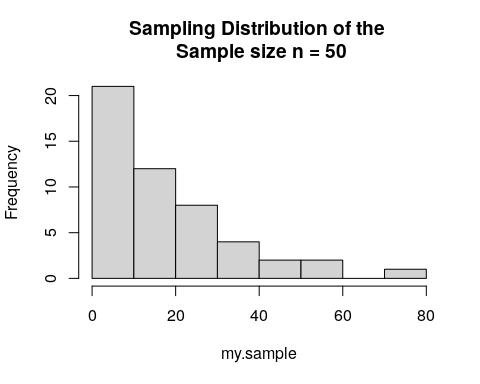 Sampling Distribution of the
Sample size n = 50
Frequency
20
15
10
5
0
0 20 40 60 80
my.sample